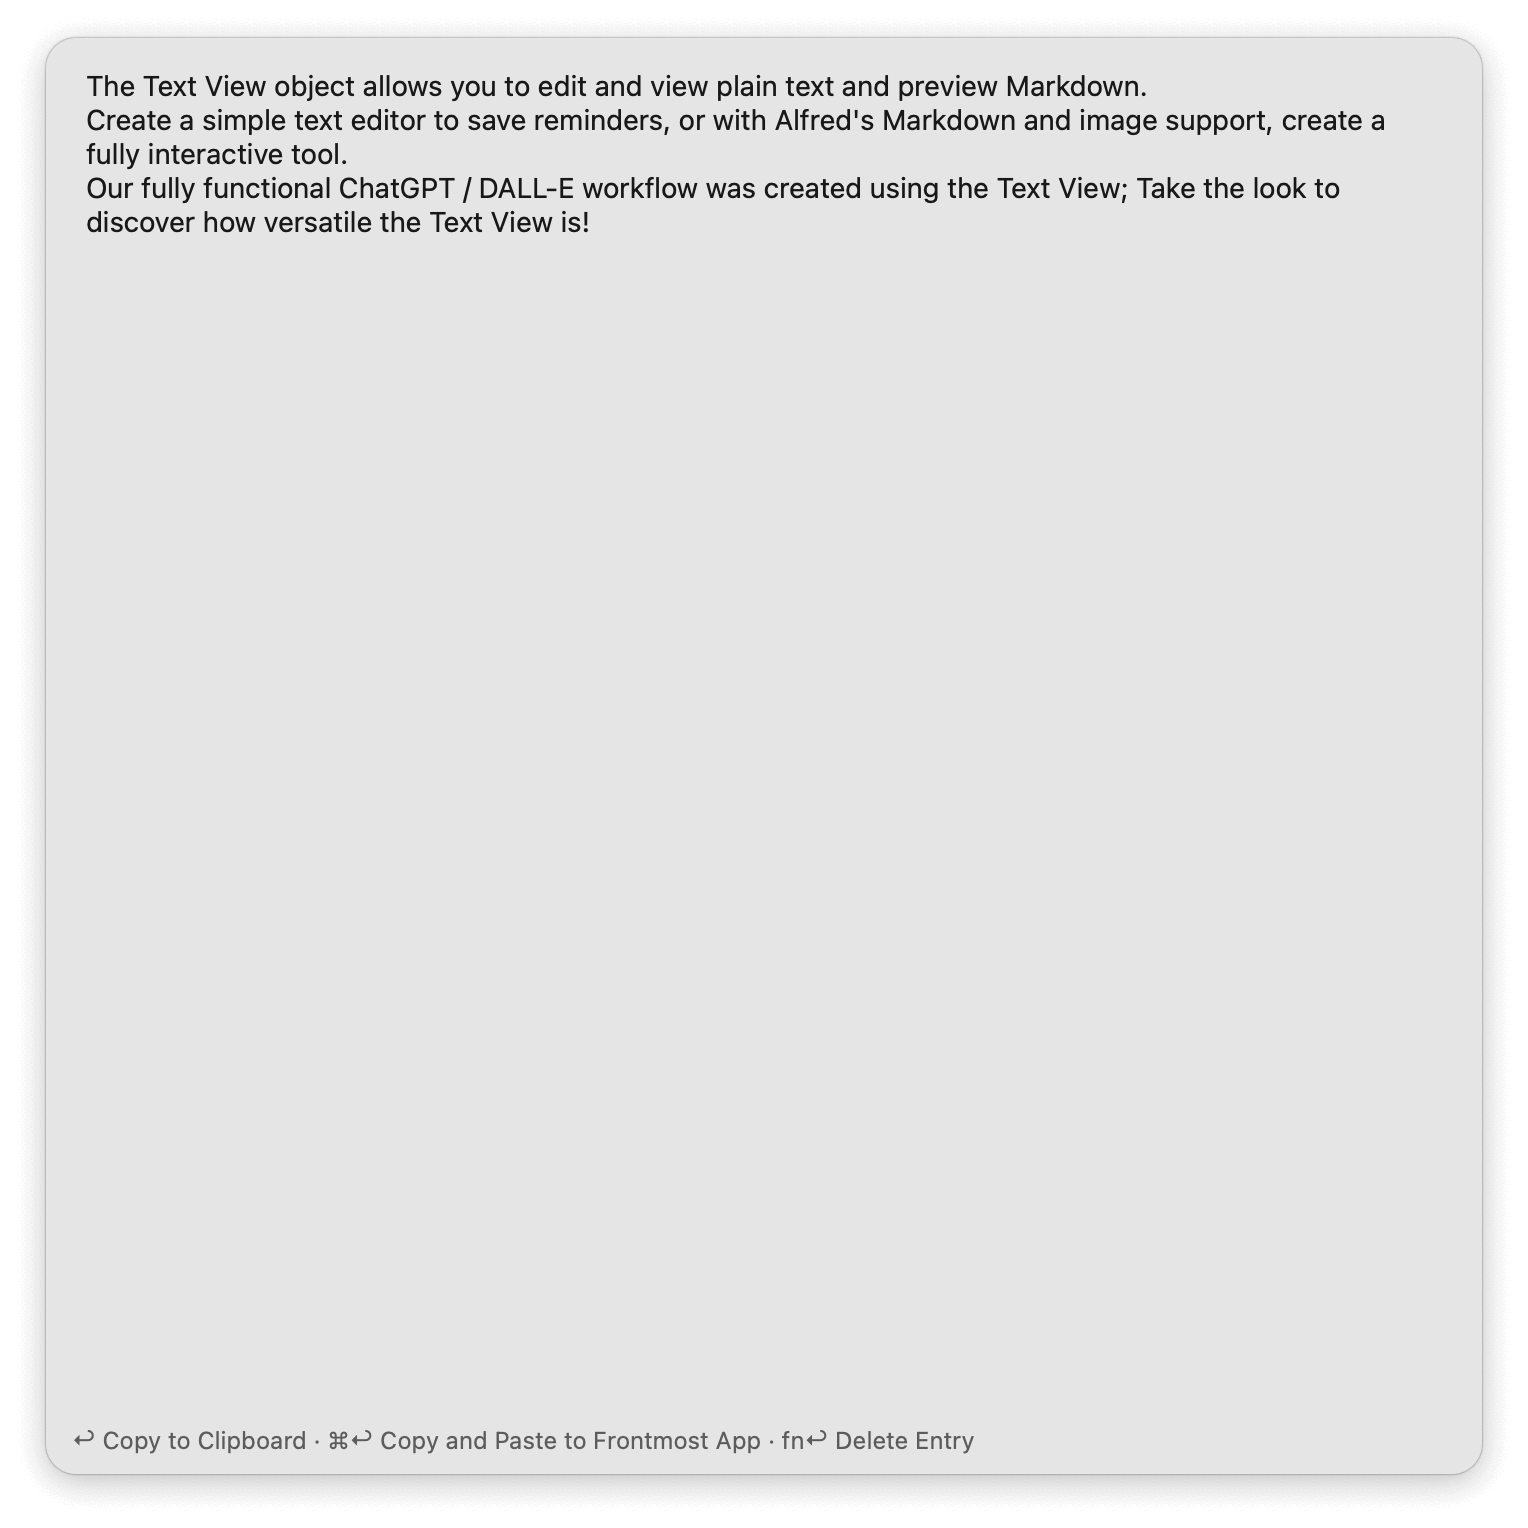 The Text View object allows you to edit and view plain text and preview Markdown.
Create a simple text editor to save reminders, or with Alfred's Markdown and image support, create a
fully interactive tool.
Our fully functional ChatGPT / DALL-E workflow was created using the Text View; Take the look to
discover how versatile the Text View is!
↩ Copy to Clipboard · ⌘↩ Copy and Paste to Frontmost App · fn↩ Delete Entry